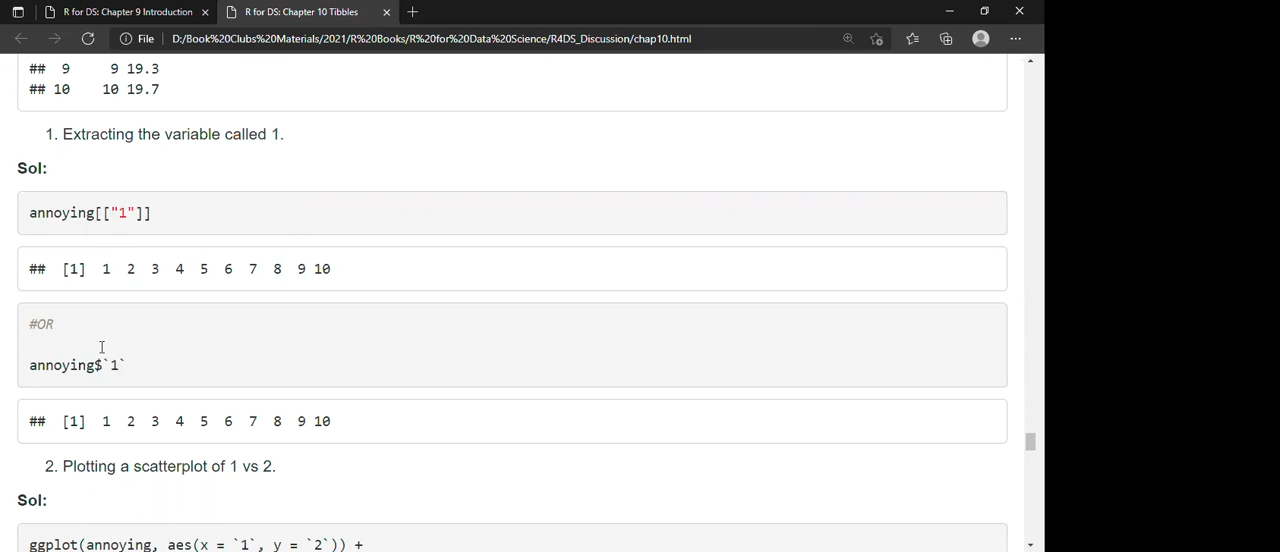 R for DS: Chapter 9 Introduction
R for DS: Chapter 10 Tibbles
File D:/Book%20Clubs%20Materials/2021/R%20Books/R%20for%20Data%20Science/R4DS_Discussion/chap10.html
## 9 9 19.3
## 10 10 19.7
1. Extracting the variable called 1.
Sol:
annoying[["1"]]
## [1] 1 2 3 4 5 6 7 8 9 10
#OR
annoying$`1`
## [1] 1 2 3 4 5 6 7 8 9 10
2. Plotting a scatterplot of 1 vs 2.
Sol:
ggplot(annoying, aes(x = `1`, y = `2`)) +